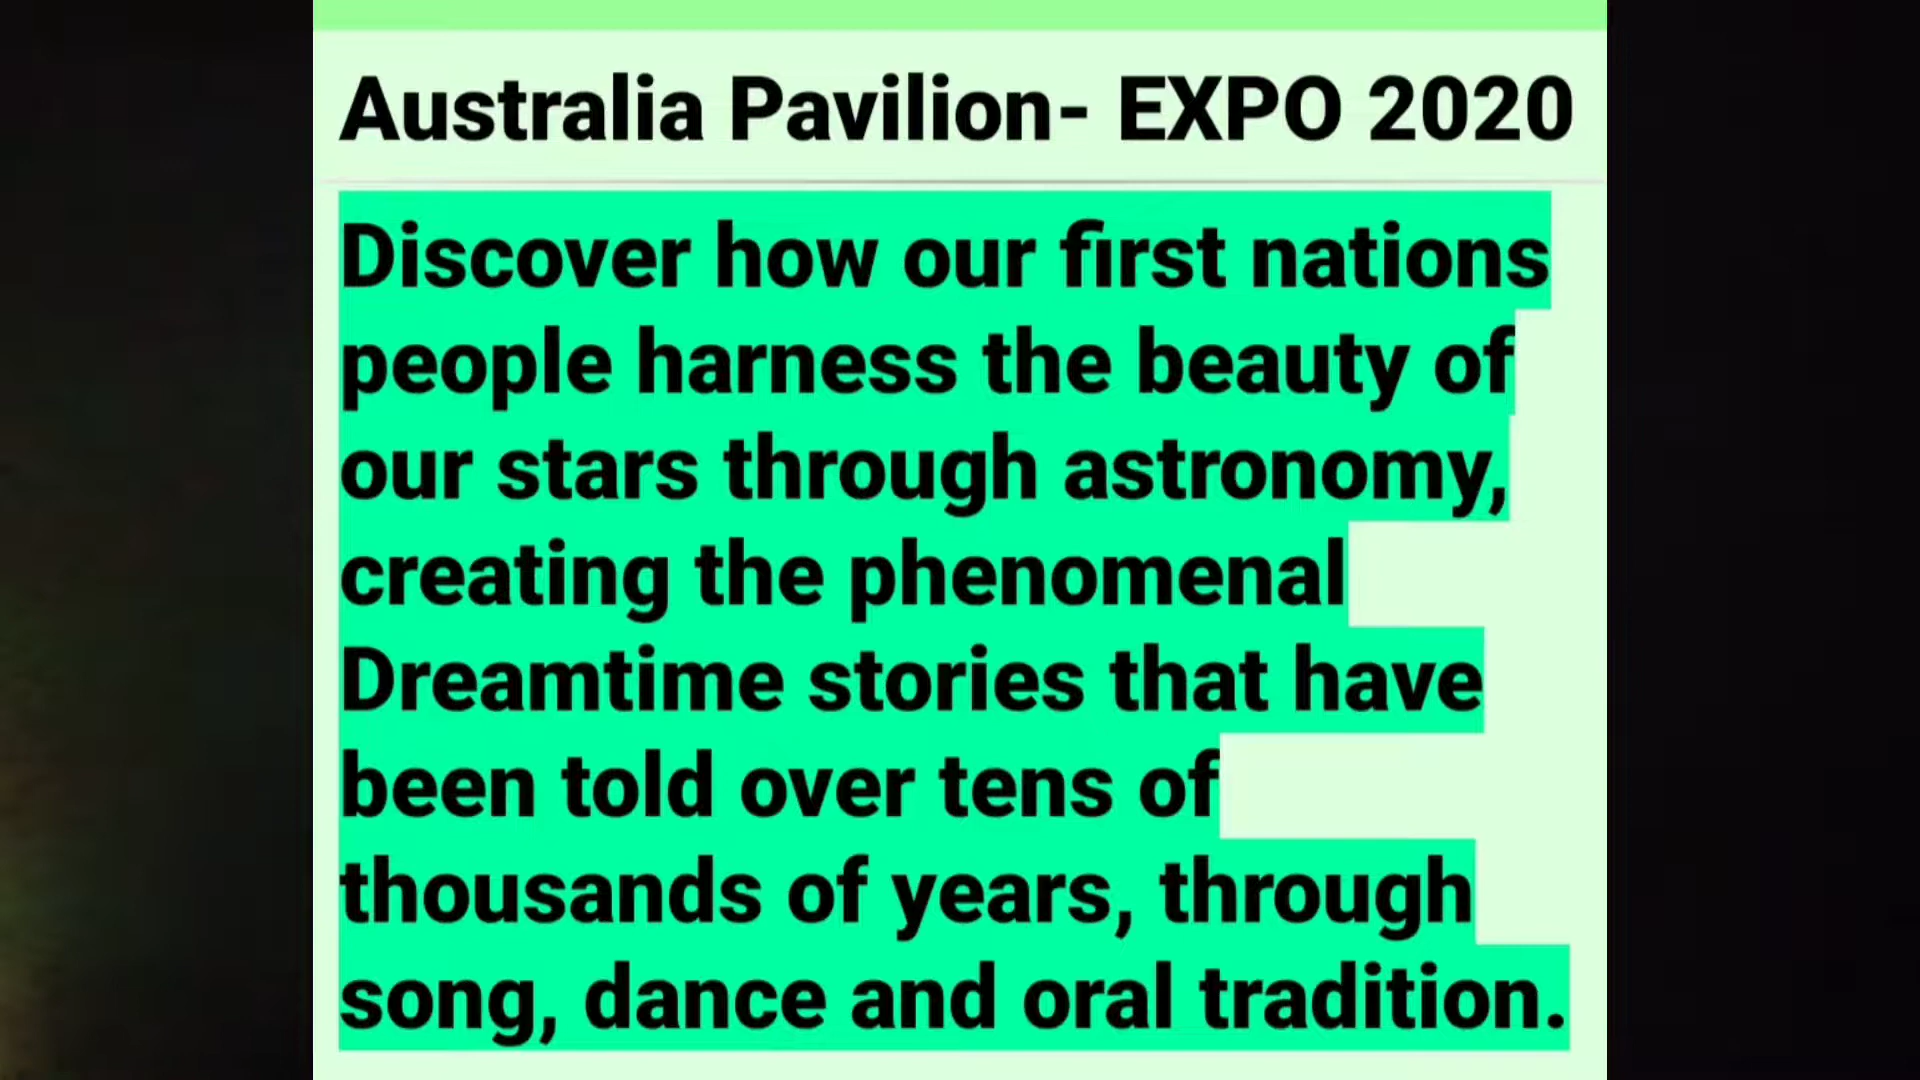 Australia Pavilion- EXPO 2020
Discover how our first nations
people harness the beauty of
our stars through astronomy,
creating the phenomenal
Dreamtime stories that have
been told over tens of
thousands of years, through
song, dance and oral tradition.